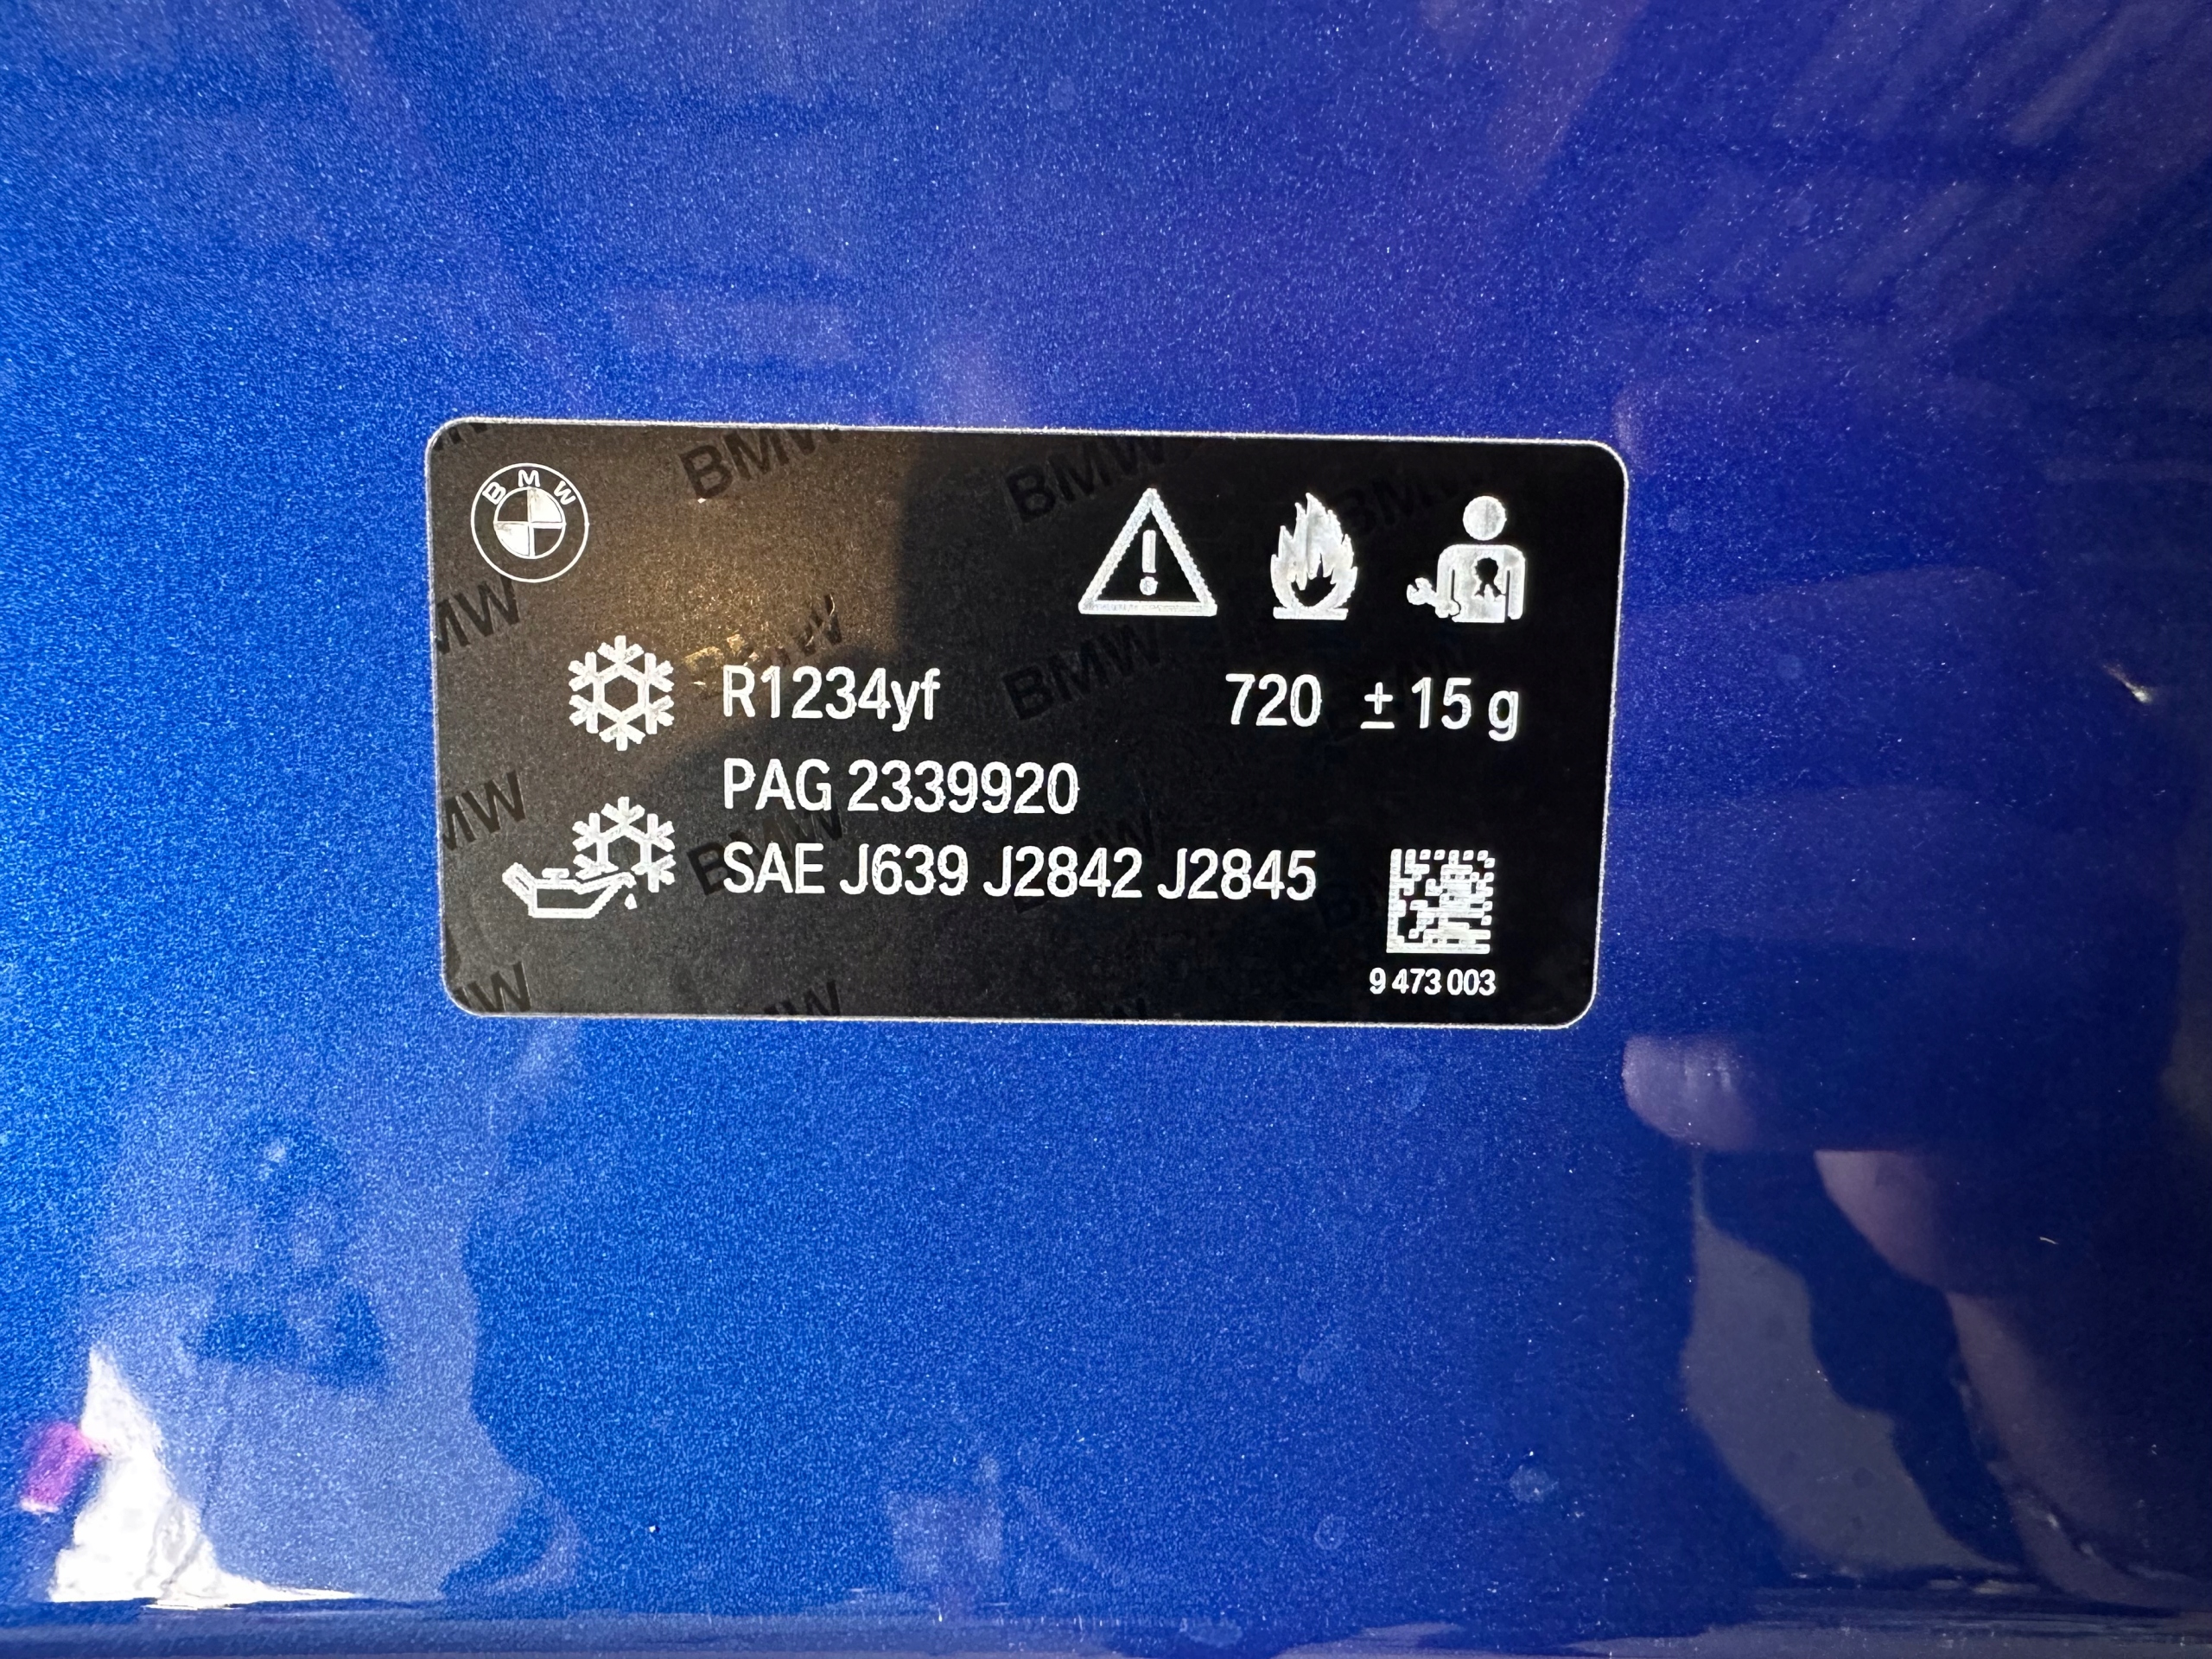 BMW
R1234yf 720 ± 15 g
PAG 2339920
SAE J639 J2842 J2845
9 473 003